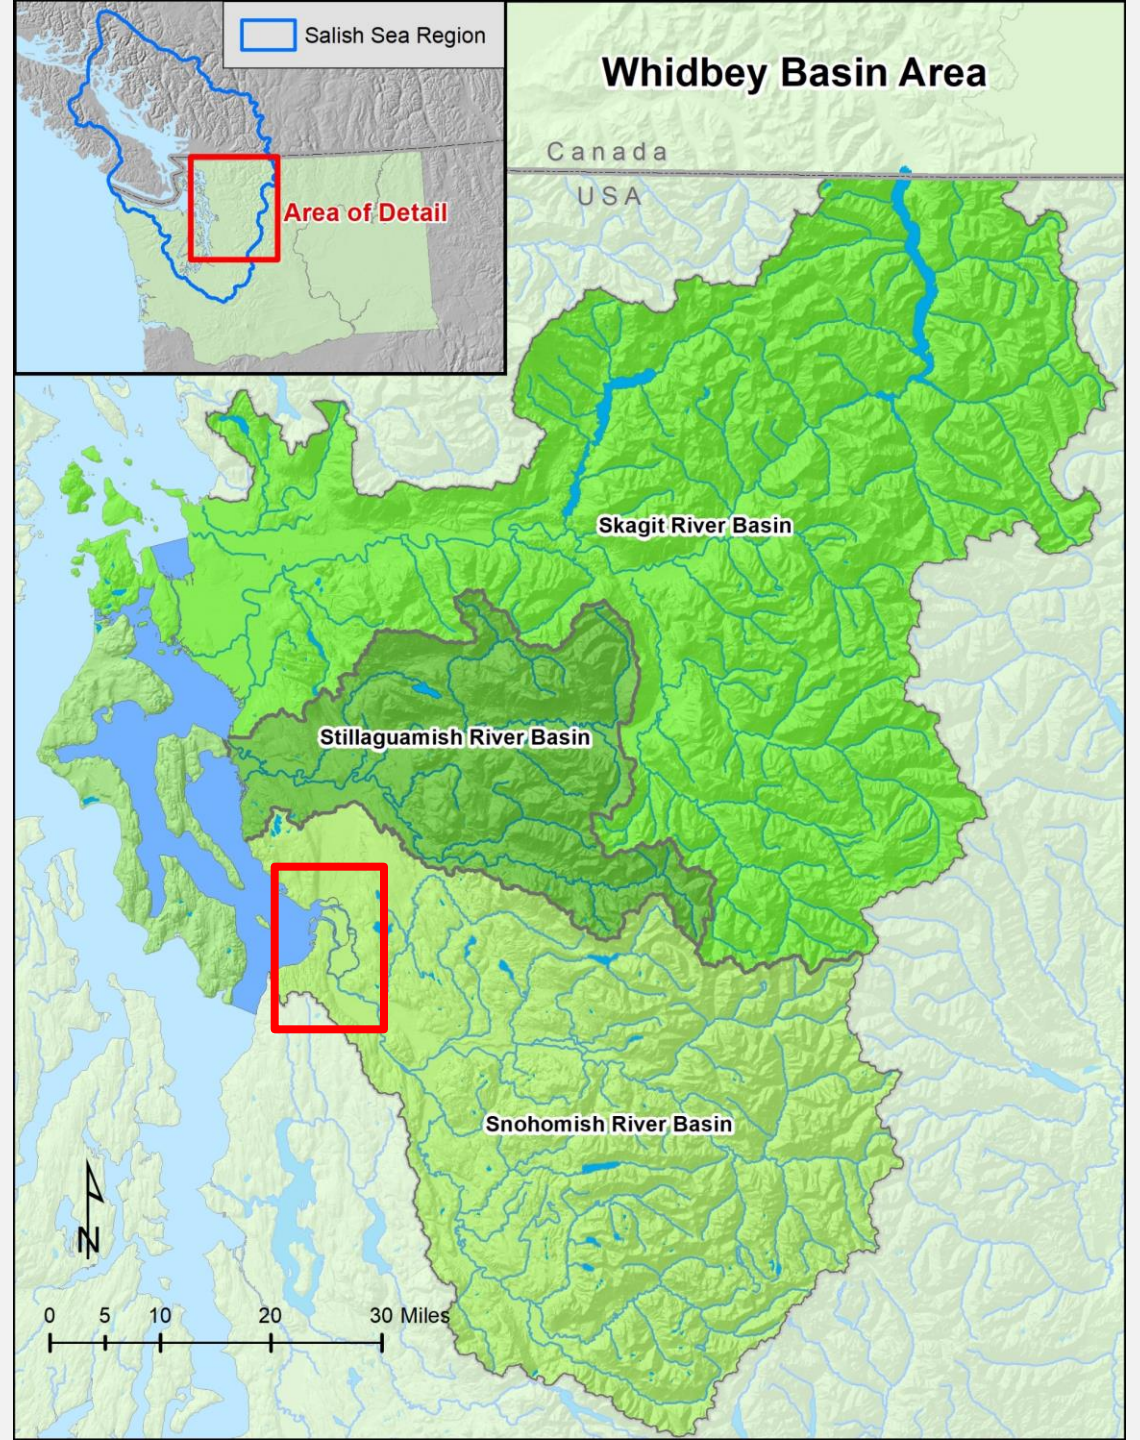 Salish Sea Region
Whidbey Basin Area
Canada
USA
Area of Detail
Skagit River Basin
Stillaguamish River Basin
Snohomish River Basin
N
0 5 10 20 30 Miles